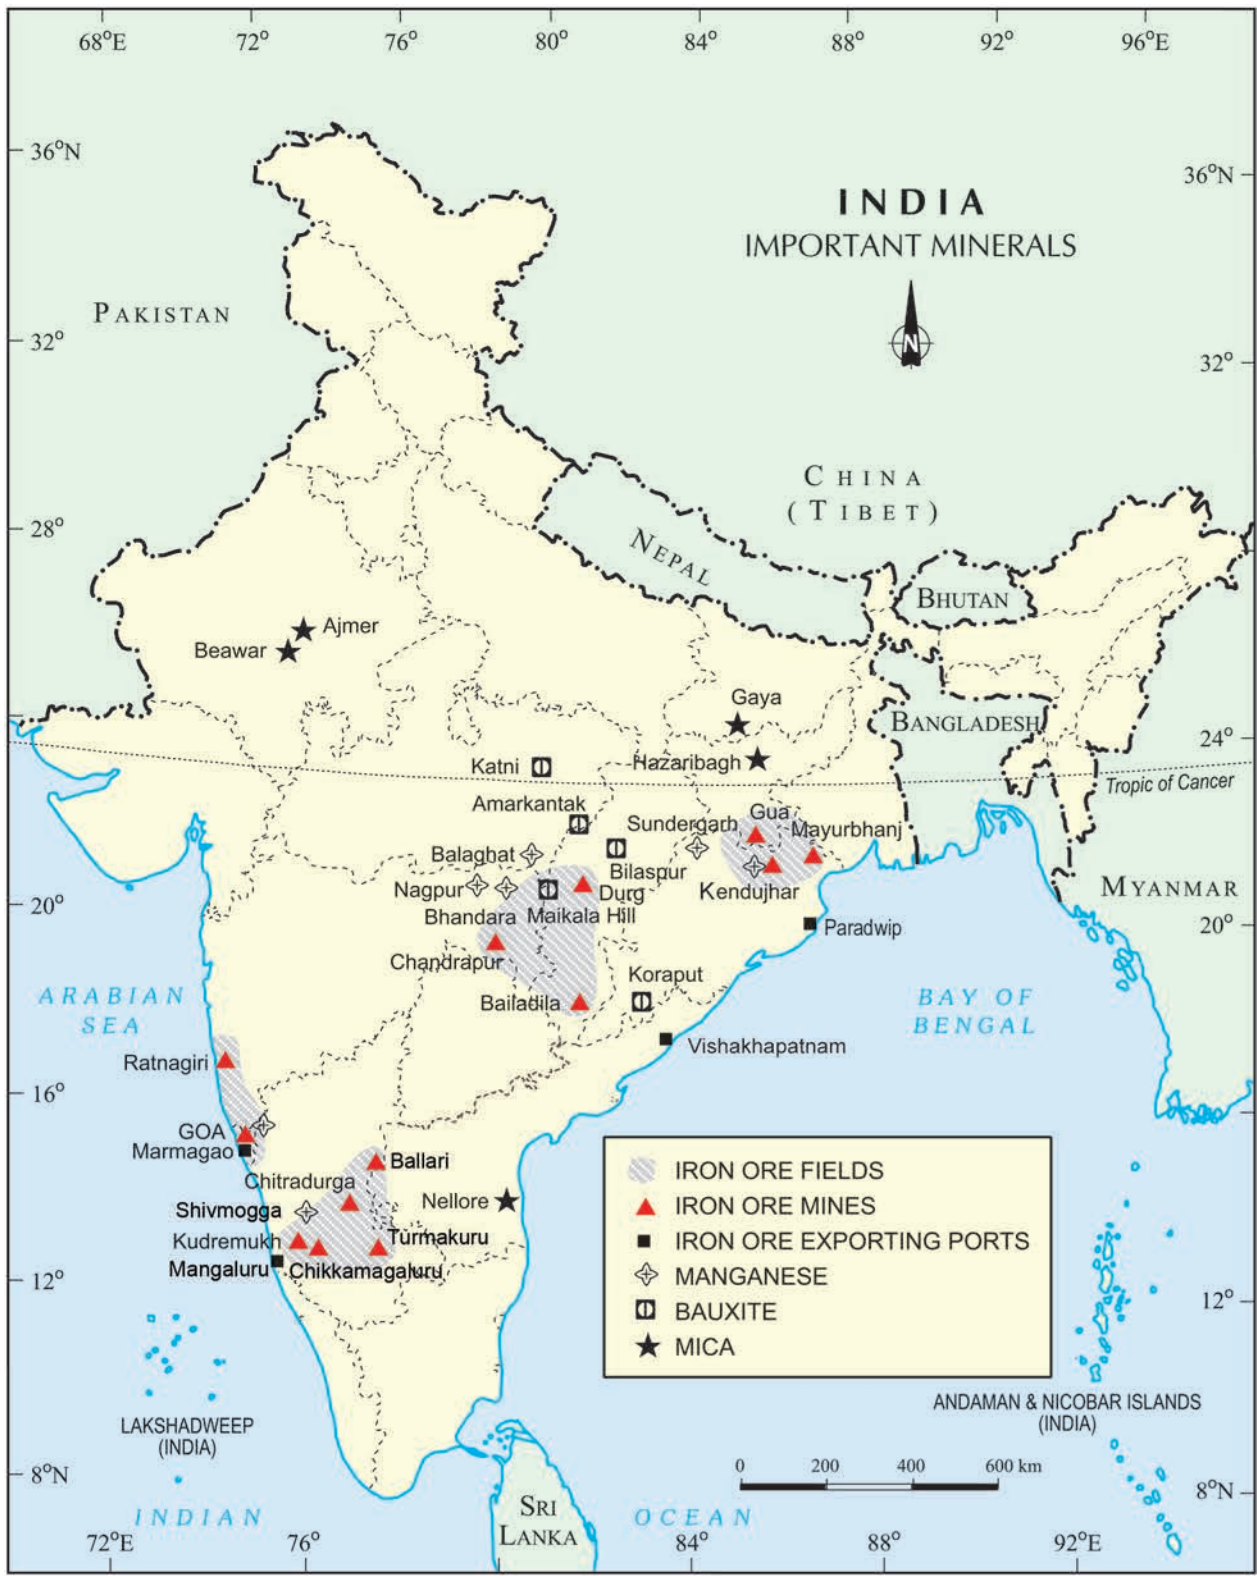 68°E 72° 76° 80° 84° 88° 92° 96°E
36°N
36°N
INDIA
IMPORTANT MINERALS
N
PAKISTAN
32°
32°
CHINA
(TIBET)
28°
NEPAL
BHUTAN
Ajmer
Beawar
Gaya
BANGLADESH
24°
Katni
Hazaribagh
Tropic of Cancer
Amarkantak
Sundergarh
Gua
Mayurbhanj
Balaghat
Bilaspur
Nagpur
Durg
Kendujhar
MYANMAR
20°
20°
Bhandara
Maikala Hill
Paradwip
Chandrapur
Koraput
ARABIAN
SEA
Bailadila
BAY OF
BENGAL
Vishakhapatnam
Ratnagiri
16°
GOA
Marmagao
Ballari
Chitradurga
Nellore
Shivmogga
Kudremukh
Turmakuru
Mangaluru
Chikkamagaluru
12°
12°
IRON ORE FIELDS
IRON ORE MINES
IRON ORE EXPORTING PORTS
MANGANESE
BAUXITE
MICA
LAKSHADWEEP
(INDIA)
ANDAMAN & NICOBAR ISLANDS
(INDIA)
0 200 400 600 km
8°N
8°N
INDIAN
OCEAN
SRI
LANKA
72°E 76° 84° 88° 92°E